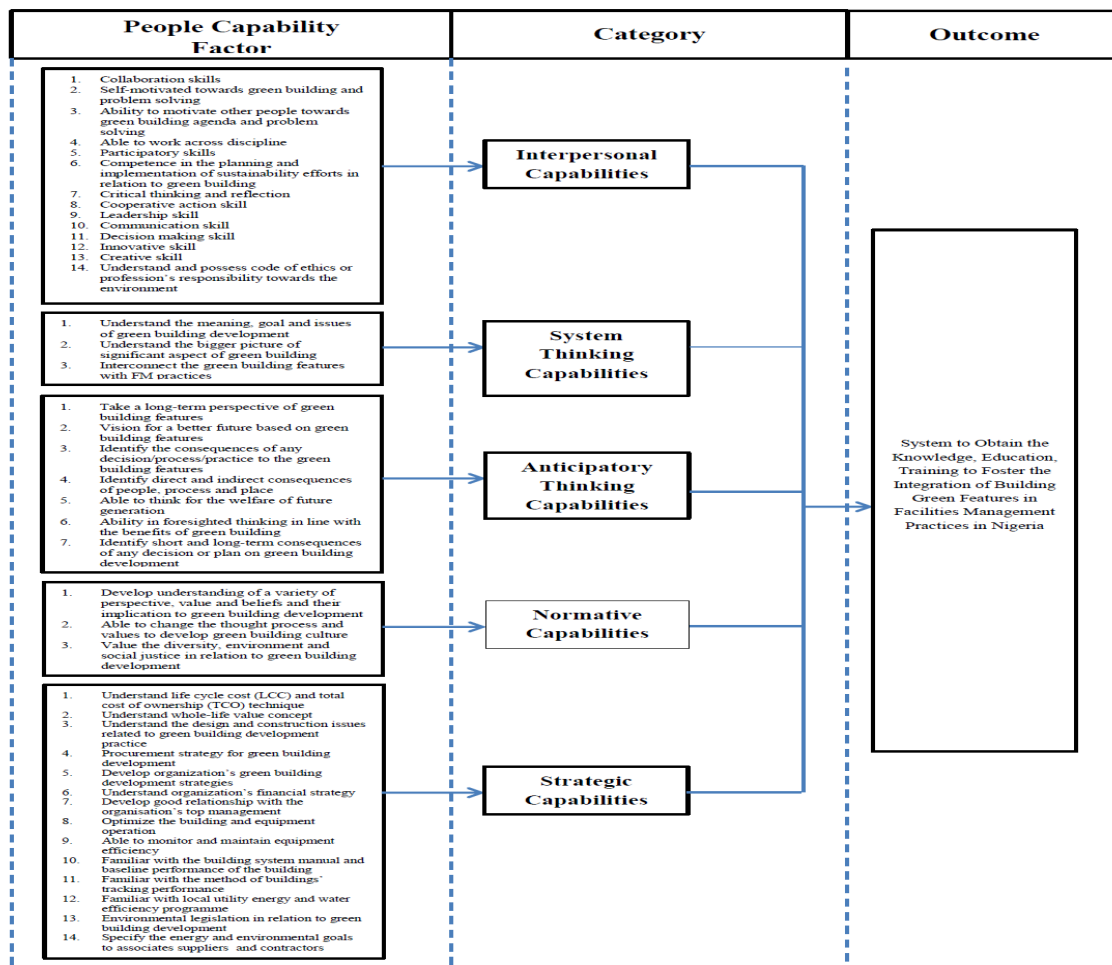 People Capability
Factor
Category
Outcome
1. Collaboration skills
2. Self-motivated towards green building and
problem solving
3. Ability to motivate other people towards
green building agenda and problem
solving
4. Able to work across discipline
5. Participatory skills
6. Competence in the planning and
implementation of sustainability efforts in
relation to green building
7. Critical thinking and reflection
8. Cooperative action skill
9. Leadership skill
10. Communication skill
11. Decision making skill
12. Innovative skill
13. Creative skill
14. Understand and possess code of ethics or
profession's responsibility towards the
environment
Interpersonal
Capabilities
1. Understand the meaning, goal and issues
of green building development
2. Understand the bigger picture of
significant aspect of green building
3. Interconnect the green building features
with FM practices
System
Thinking
Capabilities
1. Take a long-term perspective of green
building features
2. Vision for a better future based on green
building features
3. Identify the consequences of any
decision/process/practice to the green
building features
4. Identify direct and indirect consequences
of people, process and place
5. Able to think for the welfare of future
generation
6. Ability in foresighted thinking in line with
the benefits of green building
7. Identify short and long-term consequences
of any decision or plan on green building
development
Anticipatory
Thinking
Capabilities
1. Develop understanding of a variety of
perspective, value and beliefs and their
implication to green building development
2. Able to change the thought process and
values to develop green building culture
3. Value the diversity, environment and
social justice in relation to green building
development
Normative
Capabilities
1. Understand life cycle cost (LCC) and total
cost of ownership (TCO) technique
2. Understand whole-life value concept
3. Understand the design and construction issues
related to green building development
practice
4. Procurement strategy for green building
development
5. Develop organization's green building
development strategies
6. Understand organization's financial strategy
7. Develop good relationship with the
organisation's top management
8. Optimize the building and equipment
operation
9. Able to monitor and maintain equipment
efficiency
10. Familiar with the building system manual and
baseline performance of the building
11. Familiar with the method of buildings'
tracking performance
12. Familiar with local utility energy and water
efficiency programme
13. Environmental legislation in relation to green
building development
14. Specify the energy and environmental goals
to associates suppliers and contractors
Strategic
Capabilities
System to Obtain the
Knowledge, Education,
Training to Foster the
Integration of Building
Green Features in
Facilities Management
Practices in Nigeria